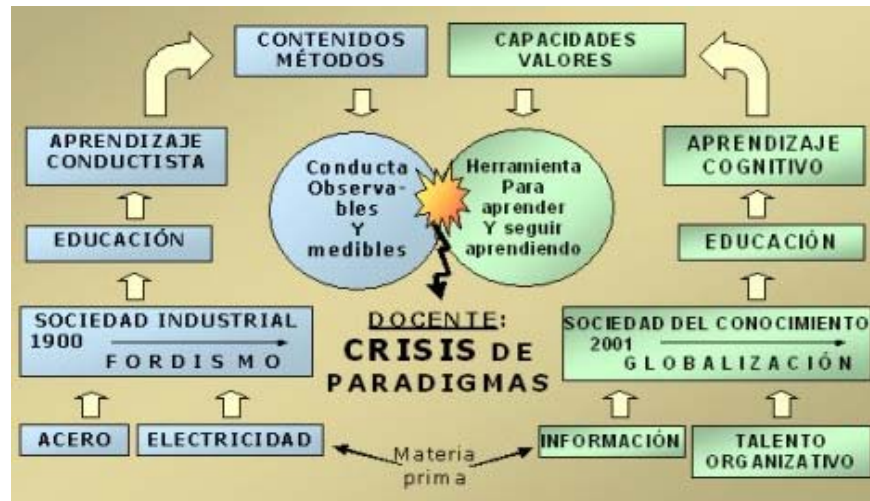 CONTENIDOS
MÉTODOS
CAPACIDADES
VALORES
APRENDIZAJE
CONDUCTISTA
Conducta
Observa-
bles
Y
medibles
Herramienta
Para
aprender
Y seguir
aprendiendo
APRENDIZAJE
COGNITIVO
EDUCACIÓN
EDUCACIÓN
SOCIEDAD INDUSTRIAL
1900
FORDISMO
DOCENTE:
CRISIS DE
PARADIGMAS
SOCIEDAD DEL CONOCIMIENTO
2001
GLOBALIZACIÓN
ACERO
ELECTRICIDAD
Materia
prima
INFORMACIÓN
TALENTO
ORGANIZATIVO